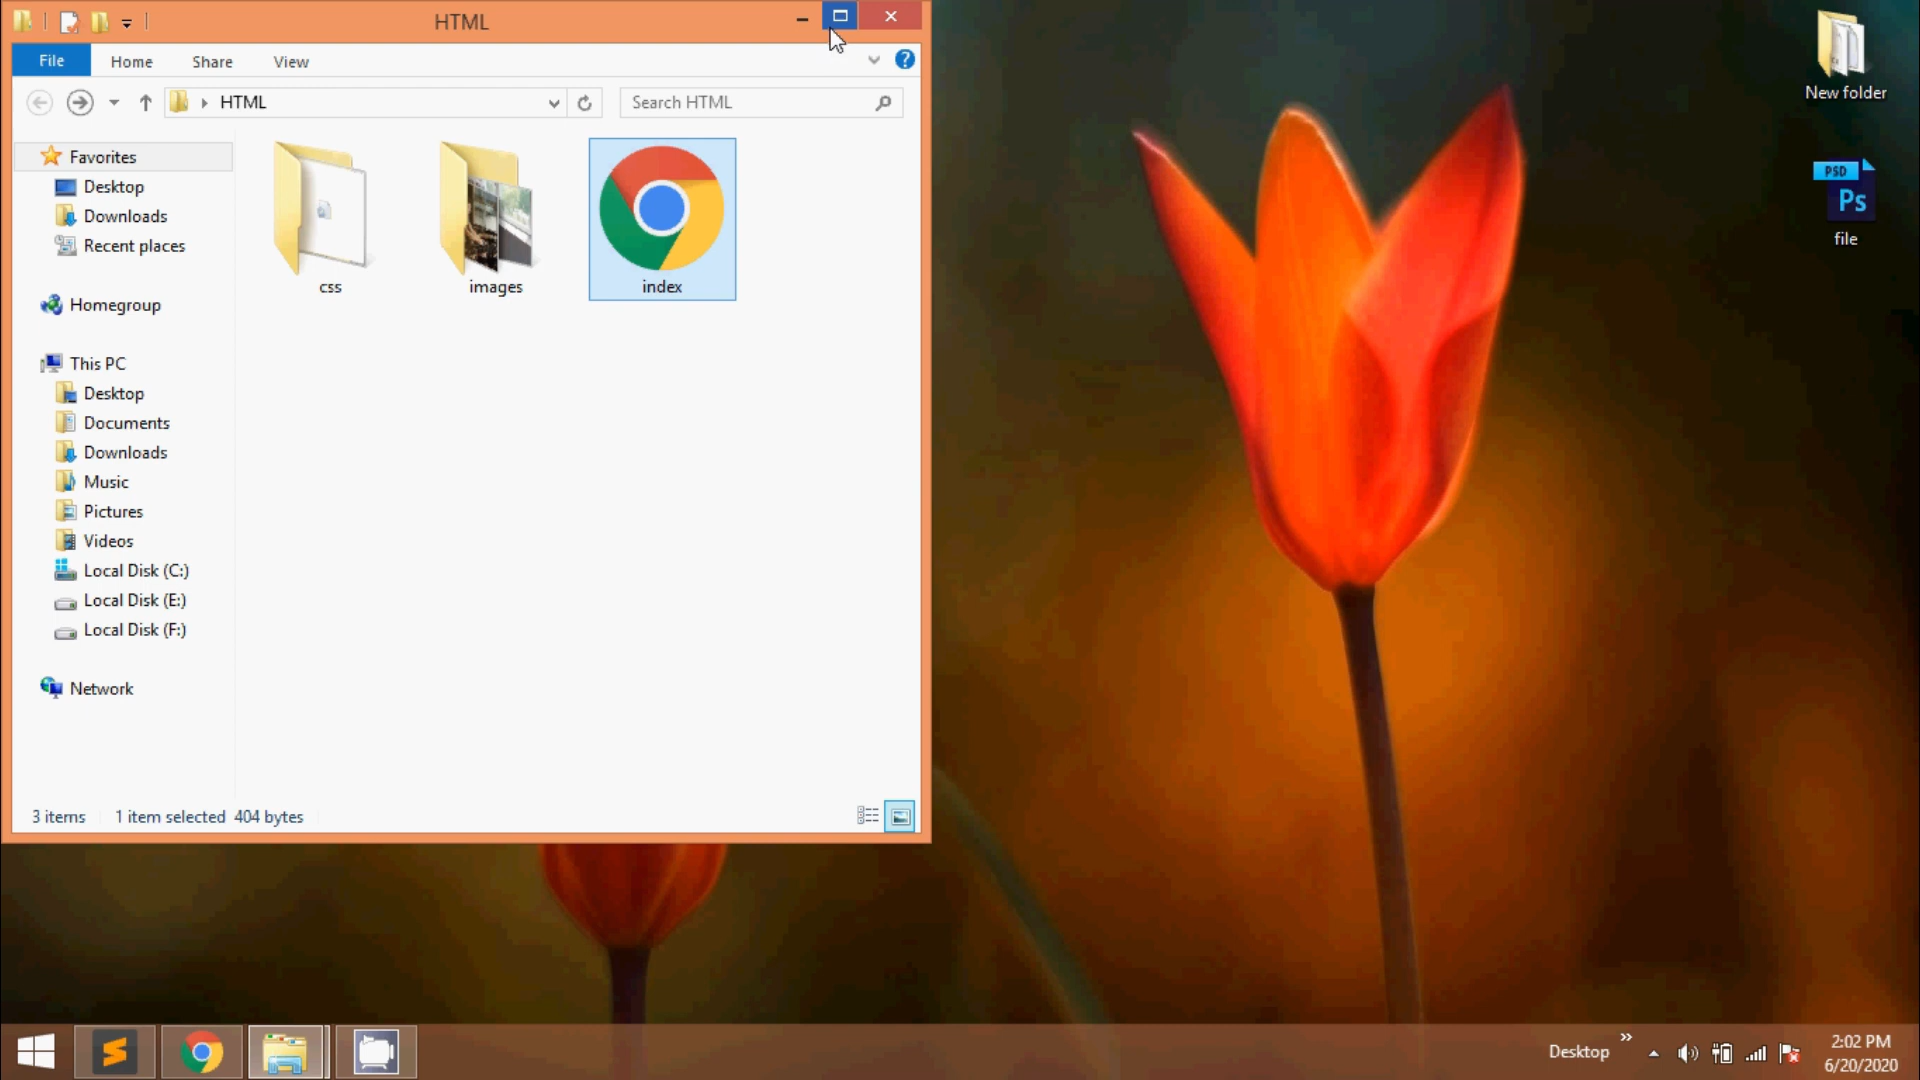 HTML
File
Home
Share
View
HTML
Search HTML
Favorites
Desktop
Downloads
Recent places
Homegroup
This PC
Desktop
Documents
Downloads
Music
Pictures
Videos
Local Disk (C:)
Local Disk (E:)
Local Disk (F:)
Network
css
images
index
3 items
1 item selected 404 bytes
New folder
PSD
Ps
file
Desktop
2:02 PM
6/20/2020